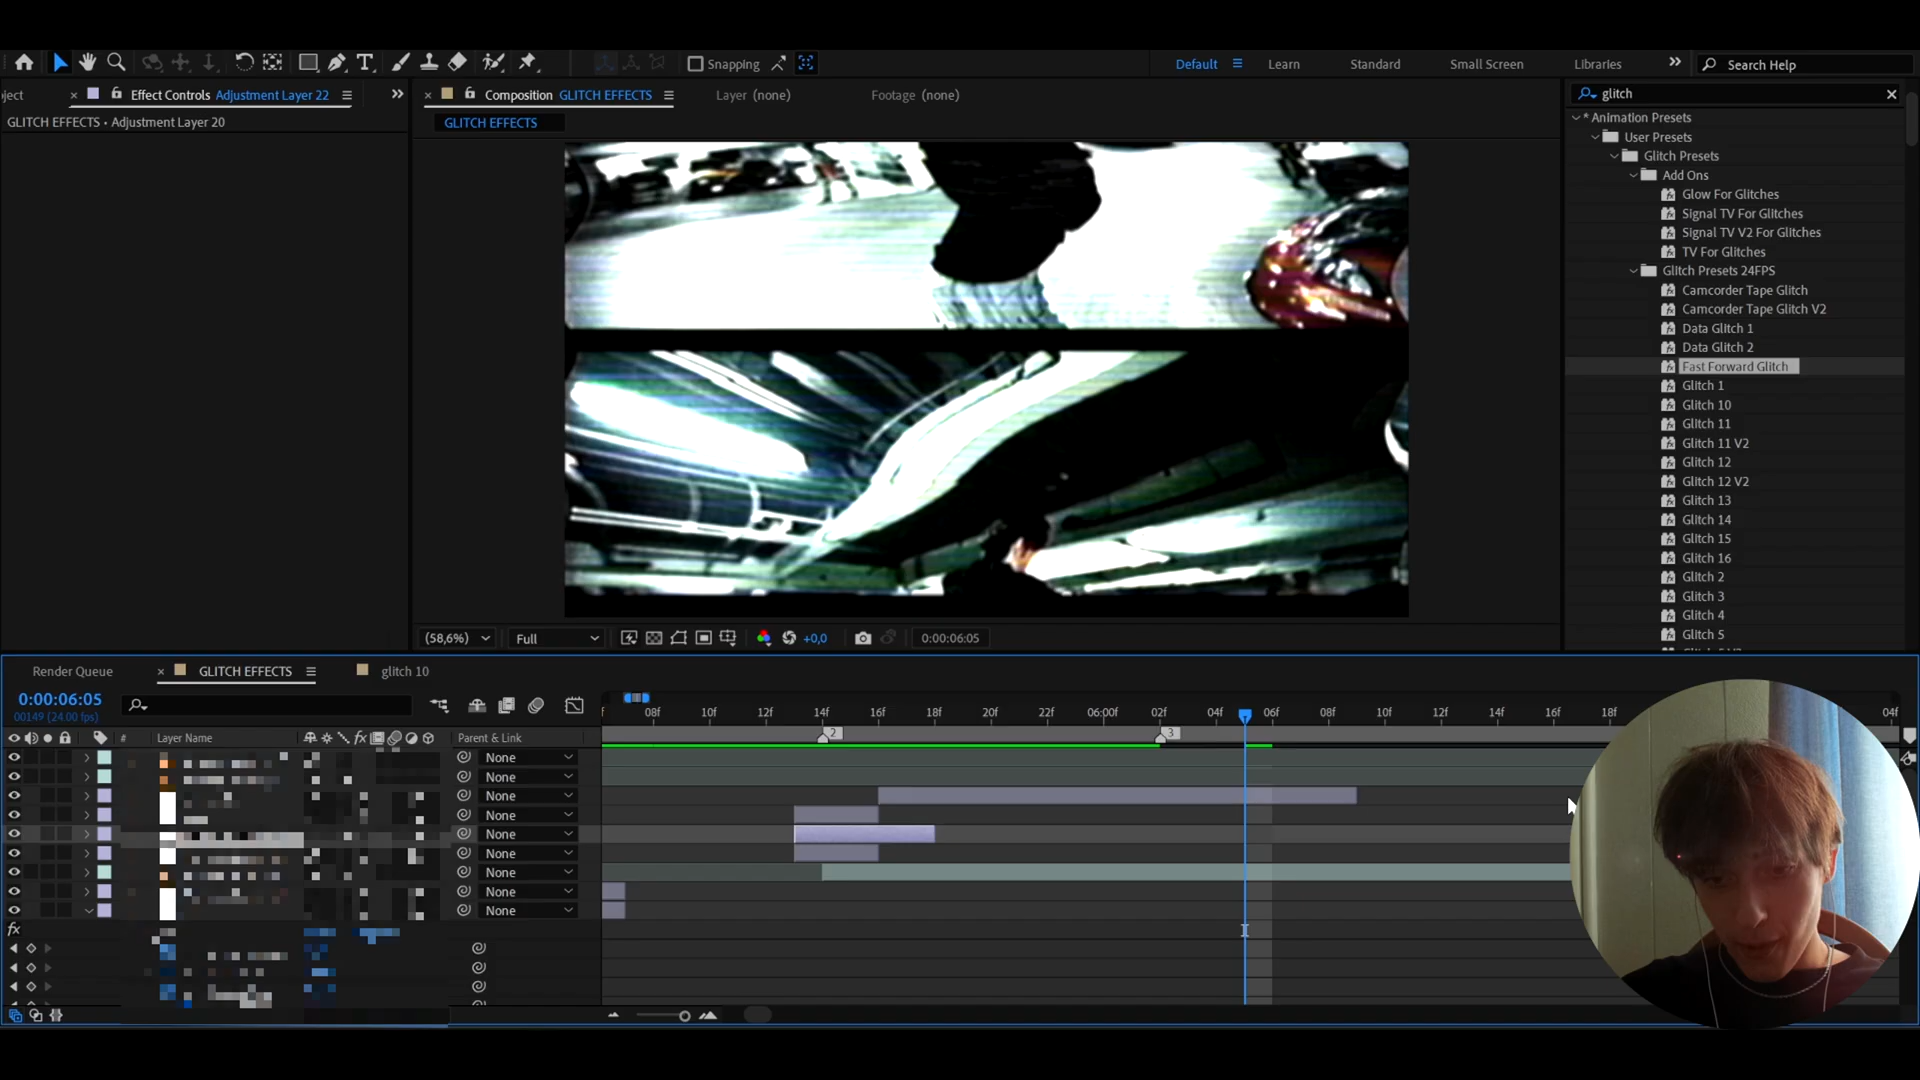 Snapping
Default
Learn
Standard
Small Screen
Libraries
Search Help
ject
Effect Controls Adjustment Layer 22
Composition GLITCH EFFECTS
Layer (none)
Footage (none)
glitch
GLITCH EFFECTS • Adjustment Layer 20
GLITCH EFFECTS
* Animation Presets
User Presets
Glitch Presets
Add Ons
Glow For Glitches
Signal TV For Glitches
Signal TV V2 For Glitches
TV For Glitches
Glitch Presets 24FPS
Camcorder Tape Glitch
Camcorder Tape Glitch V2
Data Glitch 1
Data Glitch 2
Fast Forward Glitch
Glitch 1
Glitch 10
Glitch 11
Glitch 11 V2
Glitch 12
Glitch 12 V2
Glitch 13
Glitch 14
Glitch 15
Glitch 16
Glitch 2
Glitch 3
Glitch 4
Glitch 5
(58,6%)
Full
+0,0
0:00:06:05
Render Queue
GLITCH EFFECTS
glitch 10
0:00:06:05
00149 (24.00 fps)
f 08f 10f 12f 14f 16f 18f 20f 22f 06:00f 02f 04f 06f 08f 10f 12f 14f 16f 18f 04f
2
3
# Layer Name
fx
Parent & Link
None
None
None
None
None
None
None
None
None
fx